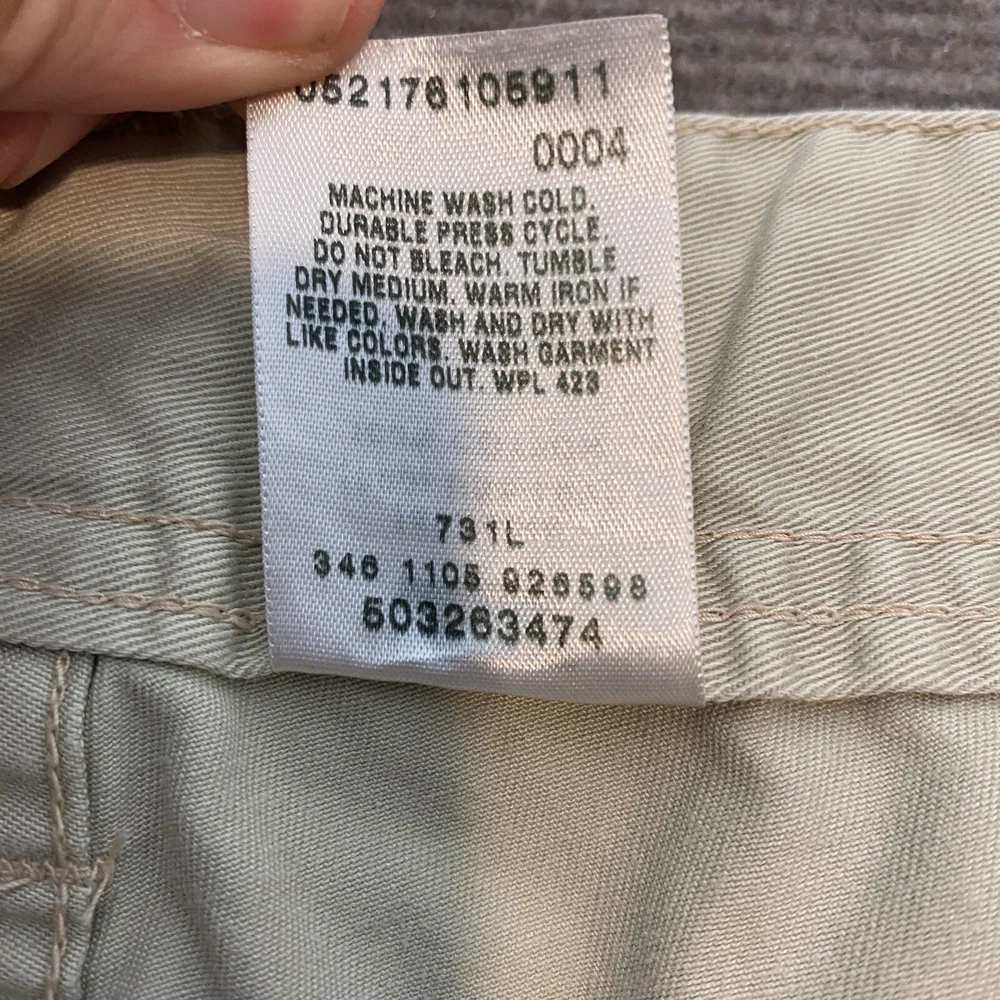 052176105911
0004
MACHINE WASH COLD.
DURABLE PRESS CYCLE.
DO NOT BLEACH. TUMBLE
DRY MEDIUM. WARM IRON IF
NEEDED. WASH AND DRY WITH
LIKE COLORS. WASH GARMENT
INSIDE OUT. WPL 423
731L
346 1105 026598
503263474